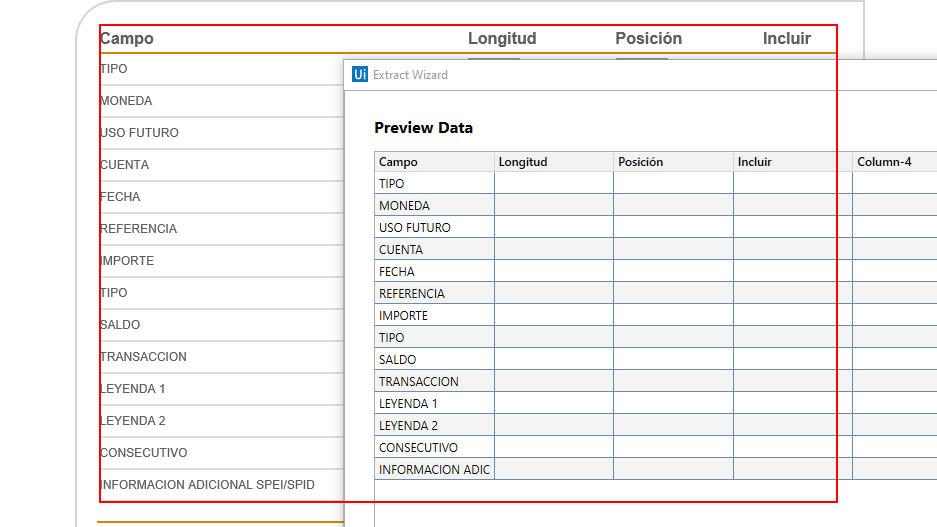 Campo Longitud Posición Incluir
TIPO
MONEDA
USO FUTURO
CUENTA
FECHA
REFERENCIA
IMPORTE
TIPO
SALDO
TRANSACCION
LEYENDA 1
LEYENDA 2
CONSECUTIVO
INFORMACION ADICIONAL SPEI/SPID
Ui Extract Wizard
Preview Data
Campo Longitud Posición Incluir Column-4
TIPO
MONEDA
USO FUTURO
CUENTA
FECHA
REFERENCIA
IMPORTE
TIPO
SALDO
TRANSACCION
LEYENDA 1
LEYENDA 2
CONSECUTIVO
INFORMACION ADIC